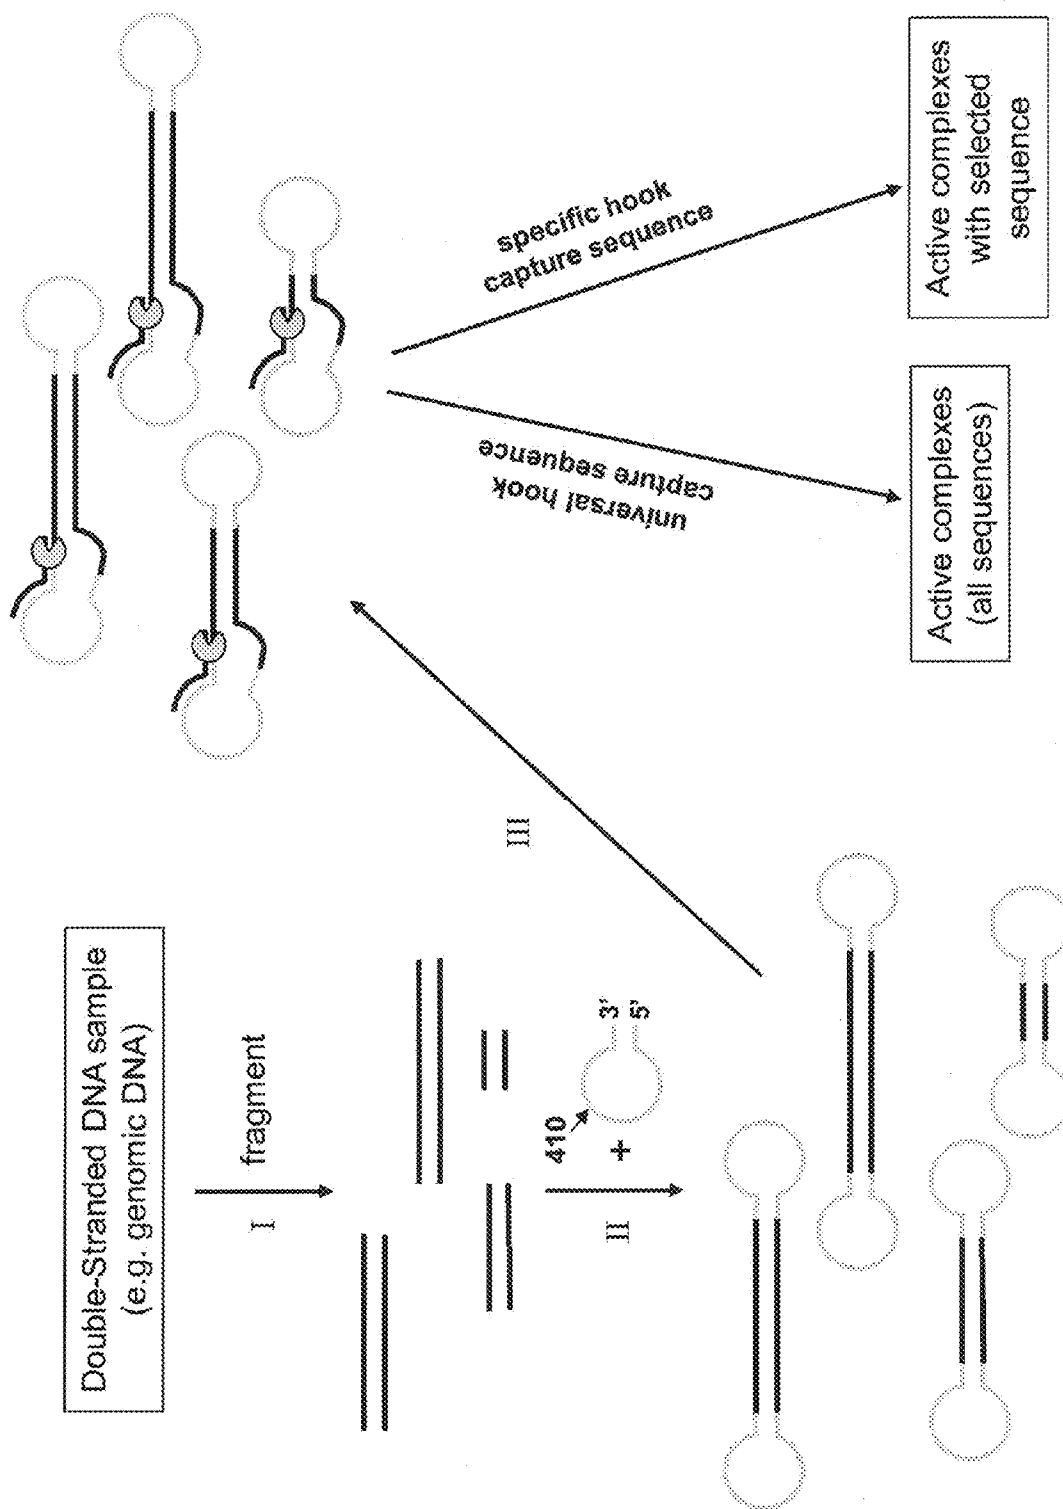 Double-Stranded DNA sample
(e.g. genomic DNA)
I
fragment
410
+
3'
5'
II
III
universal hook
capture sequence
specific hook
capture sequence
Active complexes
(all sequences)
Active complexes
with selected
sequence